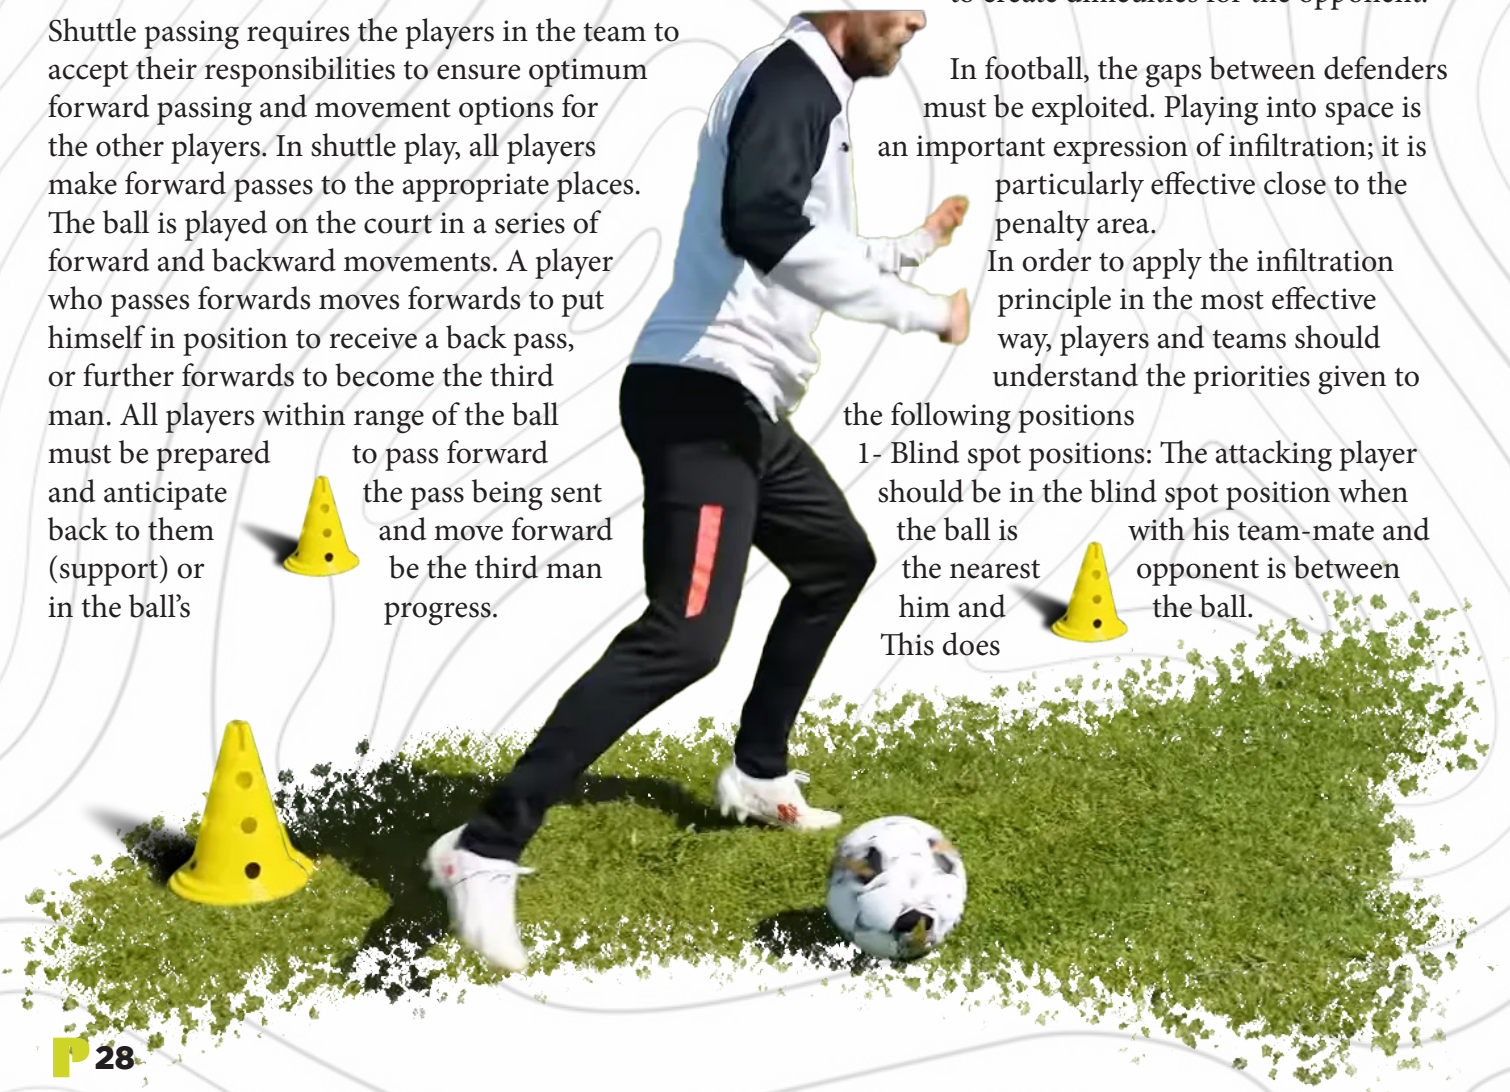 Shuttle passing requires the players in the team to
accept their responsibilities to ensure optimum
forward passing and movement options for
the other players. In shuttle play, all players
make forward passes to the appropriate places.
The ball is played on the court in a series of
forward and backward movements. A player
who passes forwards moves forwards to put
himself in position to receive a back pass,
or further forwards to become the third
man. All players within range of the ball
must be prepared to pass forward
and anticipate the pass being sent
back to them and move forward
(support) or be the third man
in the ball's progress.
to create difficulties for the opponent.
In football, the gaps between defenders
must be exploited. Playing into space is
an important expression of infiltration; it is
particularly effective close to the
penalty area.
In order to apply the infiltration
principle in the most effective
way, players and teams should
understand the priorities given to
the following positions
1- Blind spot positions: The attacking player
should be in the blind spot position when
the ball is with his team-mate and
the nearest opponent is between
him and the ball.
This does
P 28